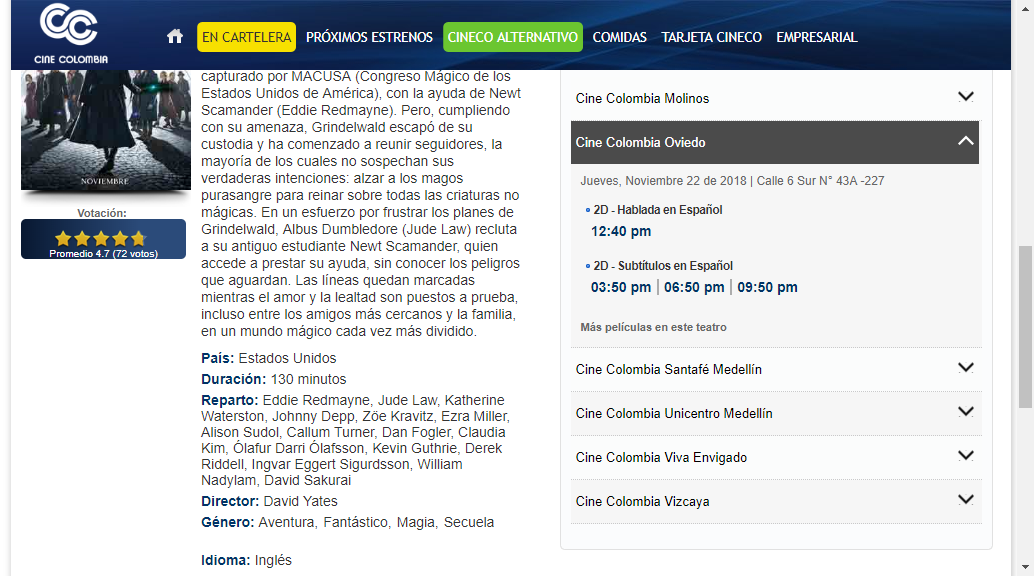 CINE COLOMBIA
EN CARTELERA
PRÓXIMOS ESTRENOS
CINECO ALTERNATIVO
COMIDAS
TARJETA CINECO
EMPRESARIAL
NOVIEMBRE
Votación:
Promedio 4.7 (72 votos)
capturado por MACUSA (Congreso Mágico de los
Estados Unidos de América), con la ayuda de Newt
Scamander (Eddie Redmayne). Pero, cumpliendo
con su amenaza, Grindelwald escapó de su
custodia y ha comenzado a reunir seguidores, la
mayoría de los cuales no sospechan sus
verdaderas intenciones: alzar a los magos
purasangre para reinar sobre todas las criaturas no
mágicas. En un esfuerzo por frustrar los planes de
Grindelwald, Albus Dumbledore (Jude Law) recluta
a su antiguo estudiante Newt Scamander, quien
accede a prestar su ayuda, sin conocer los peligros
que aguardan. Las líneas quedan marcadas
mientras el amor y la lealtad son puestos a prueba,
incluso entre los amigos más cercanos y la familia,
en un mundo mágico cada vez más dividido.
País: Estados Unidos
Duración: 130 minutos
Reparto: Eddie Redmayne, Jude Law, Katherine
Waterston, Johnny Depp, Zöe Kravitz, Ezra Miller,
Alison Sudol, Callum Turner, Dan Fogler, Claudia
Kim, Ólafur Darri Ólafsson, Kevin Guthrie, Derek
Riddell, Ingvar Eggert Sigurdsson, William
Nadylam, David Sakurai
Director: David Yates
Género: Aventura, Fantástico, Magia, Secuela
Idioma: Inglés
Cine Colombia Molinos
Cine Colombia Oviedo
Jueves, Noviembre 22 de 2018 | Calle 6 Sur N° 43A -227
2D - Hablada en Español
12:40 pm
2D - Subtítulos en Español
03:50 pm | 06:50 pm | 09:50 pm
Más películas en este teatro
Cine Colombia Santafé Medellín
Cine Colombia Unicentro Medellín
Cine Colombia Viva Envigado
Cine Colombia Vizcaya